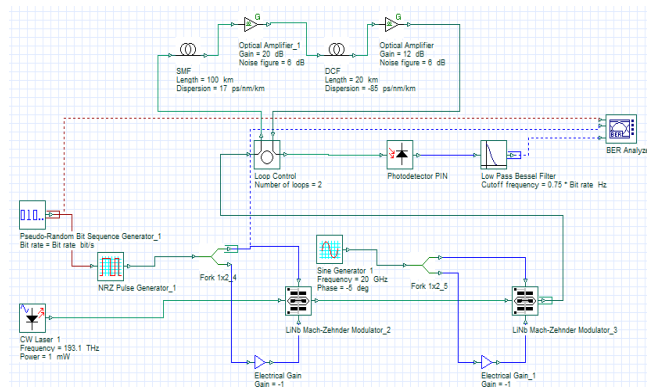 G
G
Optical Amplifier_1
Gain = 20 dB
Noise figure = 6 dB
Optical Amplifier
Gain = 12 dB
Noise figure = 6 dB
SMF
Length = 100 km
Dispersion = 17 ps/nm/km
DCF
Length = 20 km
Dispersion = -85 ps/nm/km
BER
BER Analyze
Loop Control
Number of loops = 2
Photodetector PIN
Low Pass Bessel Filter
Cutoff frequency = 0.75 * Bit rate Hz
010..
Pseudo-Random Bit Sequence Generator_1
Bit rate = Bit rate bit/s
NRZ Pulse Generator_1
Fork 1x2_4
Sine Generator 1
Frequency = 20 GHz
Phase = -5 deg
Fork 1x2_5
LiNb Mach-Zehnder Modulator_2
LiNb Mach-Zehnder Modulator_3
CW Laser 1
Frequency = 193.1 THz
Power = 1 mW
Electrical Gain
Gain = -1
Electrical Gain_1
Gain = -1